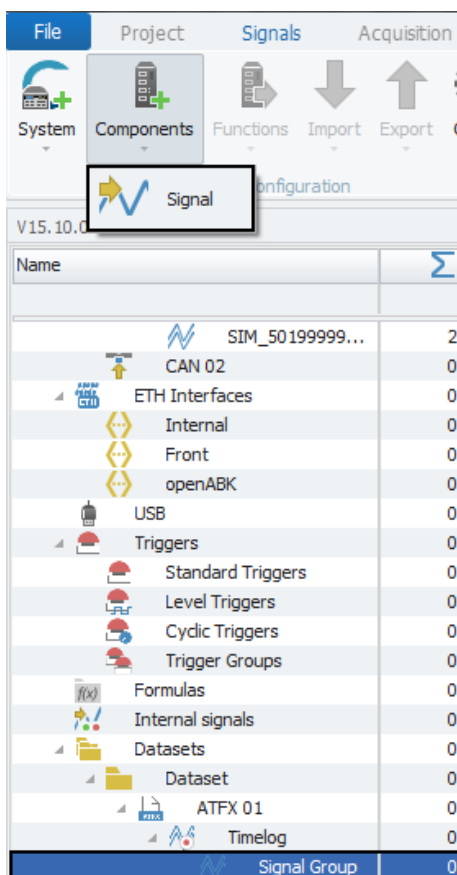 File Project Signals Acquisition
System Components Functions Import Export
Signal
V15.10.
Name Σ
SIM_50199999... 2
CAN 02 0
ETH Interfaces 0
Internal 0
Front 0
openABK 0
USB 0
Triggers 0
Standard Triggers 0
Level Triggers 0
Cyclic Triggers 0
Trigger Groups 0
f(x) Formulas 0
Internal signals 0
Datasets 0
Dataset 0
ATFX 01 0
Timelog 0
Signal Group 0